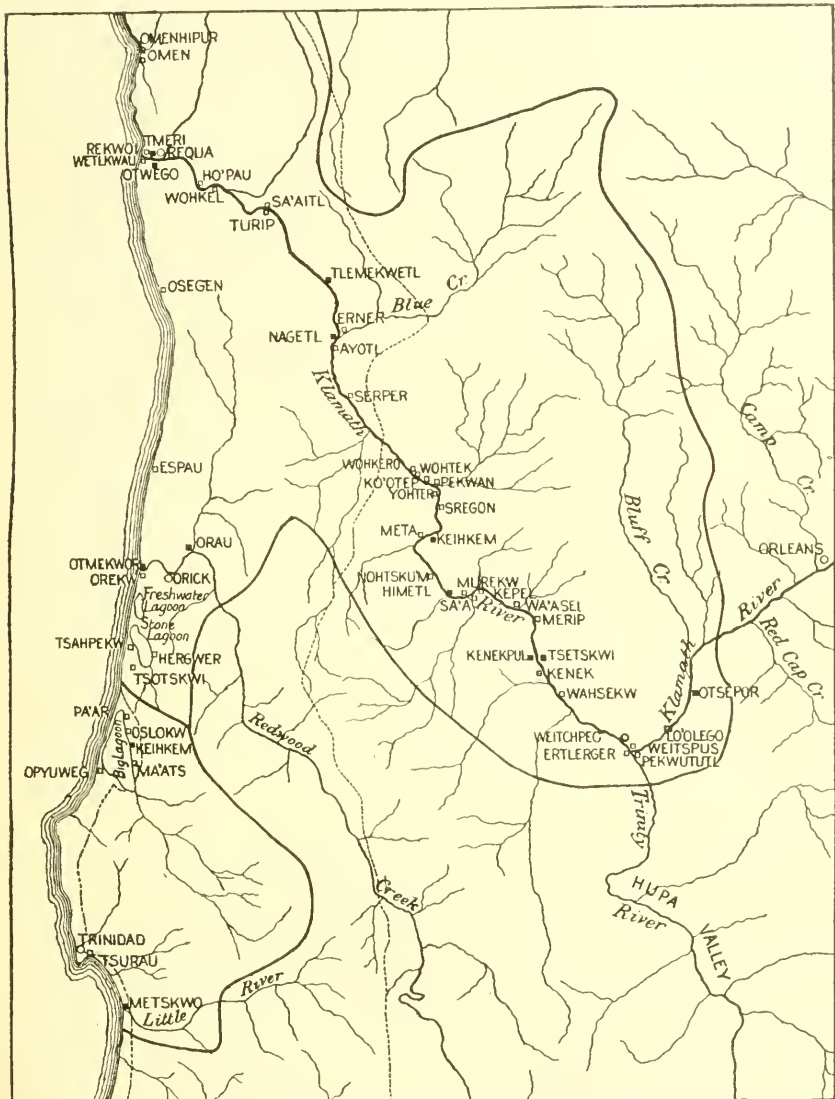 OMENHIPUR
OMEN
TMERI
REKWOI
REQUA
WETLKWAU
OTWEGO
HO'PAU
WOHKEL
SA'AITL
TURIP
TLEMEKWETL
OSEGEN
Blue Cr.
ERNER
NAGETL
AYOTL
Klamath
SERPER
Camp Cr.
ESPAU
WOHKERO
WOHTEK
KO'OTEP
PEKWAN
YOHTER
SREGON
Bluff Cr.
META
KEIHKEM
ORAU
ORLEANS
OTMEKWOR
OREKW
ORICK
NOHTSKU'M
HIMETL
MUREKW
KEPEL
SA'A
River
WA'ASEI
MERIP
River
Red Cap Cr.
Freshwater
Lagoon
Stone
Lagoon
TSAHPEKW
HERGWER
TSOTSKWI
KENEKPUL
TSETSKWI
KENEK
WAHSEKW
Klamath
OTSEPOR
PA'AR
OSLOKW
KEIHKEM
Big Lagoon
MA'ATS
OPYUWEG
Redwood
WEITCHPEC
LO'OLEGO
WEITSPUS
ERTLERGER
PEKWUTUTL
Trinity
Creek
HUPA
River
VALLEY
TRINIDAD
TSURAU
METSKWO
Little
River